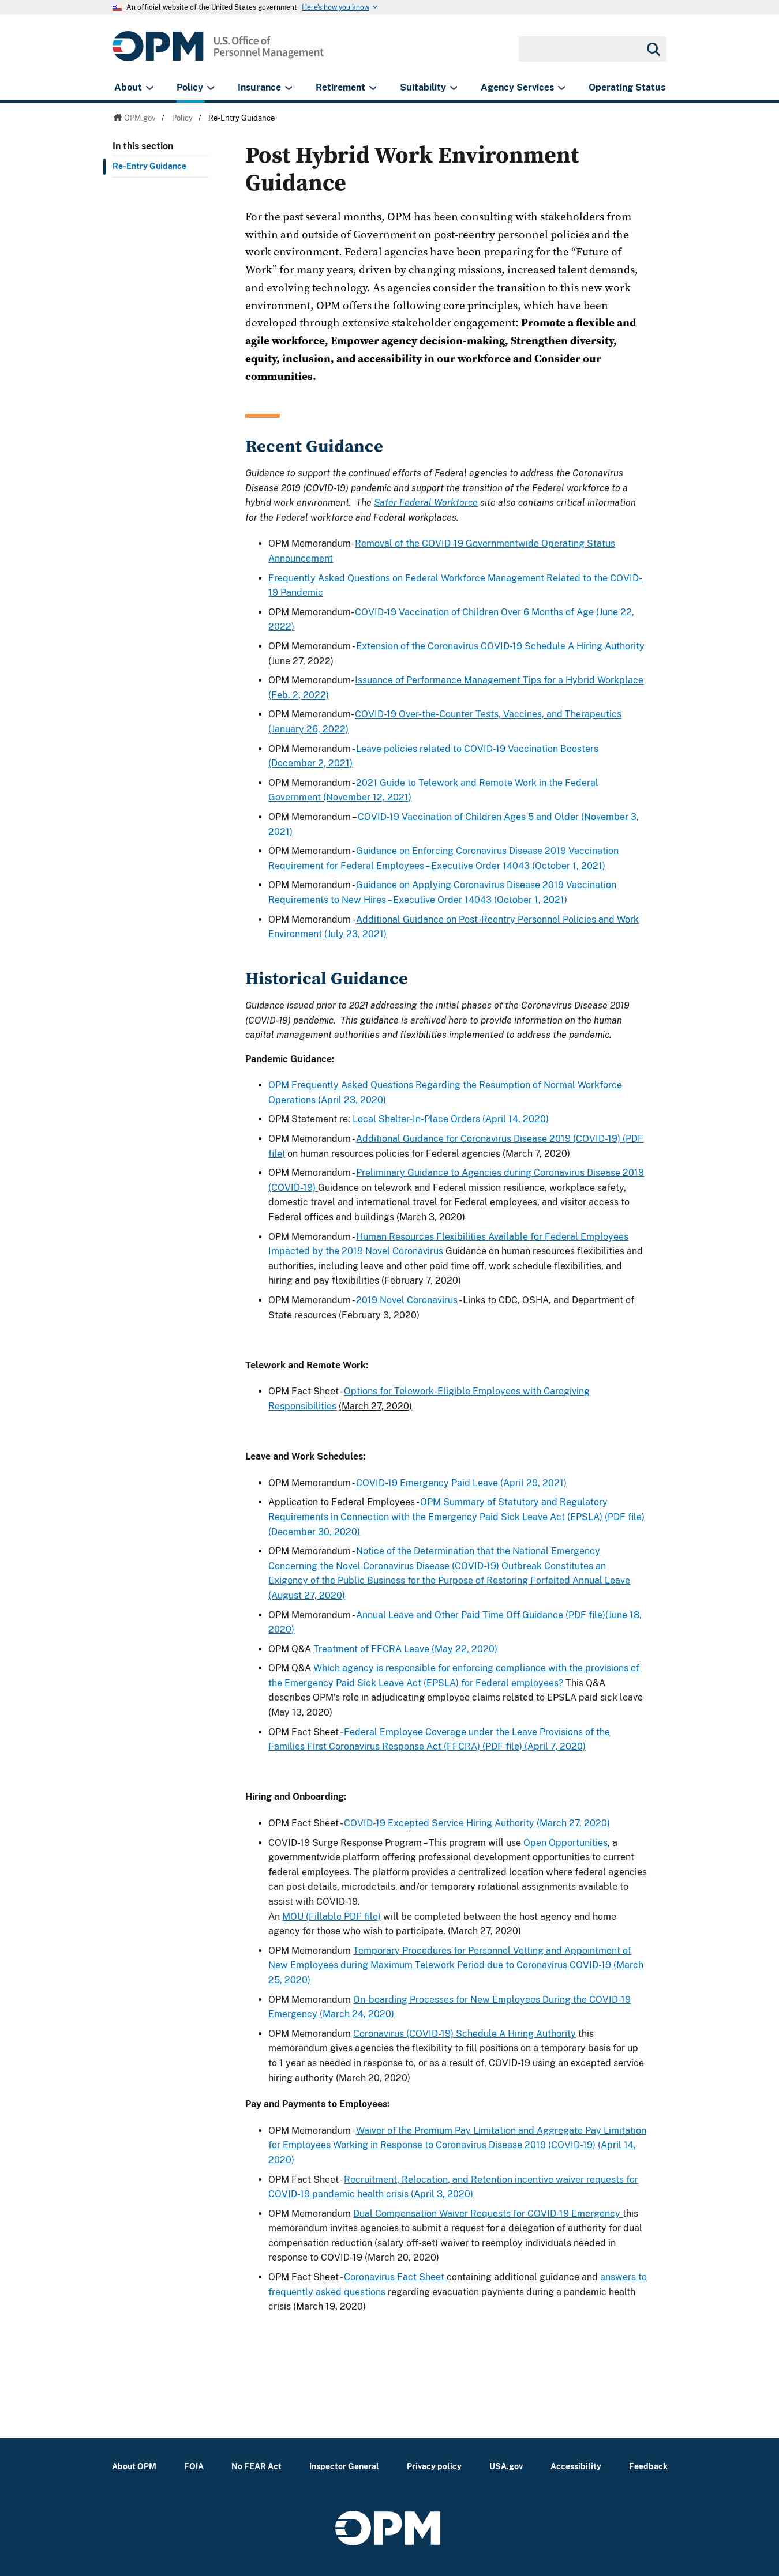 An official website of the United States government Here's how you know
OPM U.S. Office of
Personnel Management
About Policy Insurance Retirement Suitability Agency Services Operating Status
OPM.gov / Policy / Re-Entry Guidance
In this section
Re-Entry Guidance
Post Hybrid Work Environment
Guidance
For the past several months, OPM has been consulting with stakeholders from
within and outside of Government on post-reentry personnel policies and the
work environment. Federal agencies have been preparing for the “Future of
Work” for many years, driven by changing missions, increased talent demands,
and evolving technology. As agencies consider the transition to this new work
environment, OPM offers the following core principles, which have been
developed through extensive stakeholder engagement: Promote a flexible and
agile workforce, Empower agency decision-making, Strengthen diversity,
equity, inclusion, and accessibility in our workforce and Consider our
communities.
Recent Guidance
Guidance to support the continued efforts of Federal agencies to address the Coronavirus
Disease 2019 (COVID-19) pandemic and support the transition of the Federal workforce to a
hybrid work environment. The Safer Federal Workforce site also contains critical information
for the Federal workforce and Federal workplaces.
• OPM Memorandum- Removal of the COVID-19 Governmentwide Operating Status
Announcement
• Frequently Asked Questions on Federal Workforce Management Related to the COVID-
19 Pandemic
• OPM Memorandum- COVID-19 Vaccination of Children Over 6 Months of Age (June 22,
2022)
• OPM Memorandum - Extension of the Coronavirus COVID-19 Schedule A Hiring Authority
(June 27, 2022)
• OPM Memorandum- Issuance of Performance Management Tips for a Hybrid Workplace
(Feb. 2, 2022)
• OPM Memorandum- COVID-19 Over-the-Counter Tests, Vaccines, and Therapeutics
(January 26, 2022)
• OPM Memorandum - Leave policies related to COVID-19 Vaccination Boosters
(December 2, 2021)
• OPM Memorandum - 2021 Guide to Telework and Remote Work in the Federal
Government (November 12, 2021)
• OPM Memorandum – COVID-19 Vaccination of Children Ages 5 and Older (November 3,
2021)
• OPM Memorandum - Guidance on Enforcing Coronavirus Disease 2019 Vaccination
Requirement for Federal Employees – Executive Order 14043 (October 1, 2021)
• OPM Memorandum - Guidance on Applying Coronavirus Disease 2019 Vaccination
Requirements to New Hires – Executive Order 14043 (October 1, 2021)
• OPM Memorandum - Additional Guidance on Post-Reentry Personnel Policies and Work
Environment (July 23, 2021)
Historical Guidance
Guidance issued prior to 2021 addressing the initial phases of the Coronavirus Disease 2019
(COVID-19) pandemic. This guidance is archived here to provide information on the human
capital management authorities and flexibilities implemented to address the pandemic.
Pandemic Guidance:
• OPM Frequently Asked Questions Regarding the Resumption of Normal Workforce
Operations (April 23, 2020)
• OPM Statement re: Local Shelter-In-Place Orders (April 14, 2020)
• OPM Memorandum - Additional Guidance for Coronavirus Disease 2019 (COVID-19) (PDF
file) on human resources policies for Federal agencies (March 7, 2020)
• OPM Memorandum - Preliminary Guidance to Agencies during Coronavirus Disease 2019
(COVID-19) Guidance on telework and Federal mission resilience, workplace safety,
domestic travel and international travel for Federal employees, and visitor access to
Federal offices and buildings (March 3, 2020)
• OPM Memorandum - Human Resources Flexibilities Available for Federal Employees
Impacted by the 2019 Novel Coronavirus Guidance on human resources flexibilities and
authorities, including leave and other paid time off, work schedule flexibilities, and
hiring and pay flexibilities (February 7, 2020)
• OPM Memorandum - 2019 Novel Coronavirus - Links to CDC, OSHA, and Department of
State resources (February 3, 2020)
Telework and Remote Work:
• OPM Fact Sheet - Options for Telework-Eligible Employees with Caregiving
Responsibilities (March 27, 2020)
Leave and Work Schedules:
• OPM Memorandum - COVID-19 Emergency Paid Leave (April 29, 2021)
• Application to Federal Employees - OPM Summary of Statutory and Regulatory
Requirements in Connection with the Emergency Paid Sick Leave Act (EPSLA) (PDF file)
(December 30, 2020)
• OPM Memorandum - Notice of the Determination that the National Emergency
Concerning the Novel Coronavirus Disease (COVID-19) Outbreak Constitutes an
Exigency of the Public Business for the Purpose of Restoring Forfeited Annual Leave
(August 27, 2020)
• OPM Memorandum - Annual Leave and Other Paid Time Off Guidance (PDF file)(June 18,
2020)
• OPM Q&A Treatment of FFCRA Leave (May 22, 2020)
• OPM Q&A Which agency is responsible for enforcing compliance with the provisions of
the Emergency Paid Sick Leave Act (EPSLA) for Federal employees? This Q&A
describes OPM's role in adjudicating employee claims related to EPSLA paid sick leave
(May 13, 2020)
• OPM Fact Sheet - Federal Employee Coverage under the Leave Provisions of the
Families First Coronavirus Response Act (FFCRA) (PDF file) (April 7, 2020)
Hiring and Onboarding:
• OPM Fact Sheet - COVID-19 Excepted Service Hiring Authority (March 27, 2020)
• COVID-19 Surge Response Program – This program will use Open Opportunities, a
governmentwide platform offering professional development opportunities to current
federal employees. The platform provides a centralized location where federal agencies
can post details, microdetails, and/or temporary rotational assignments available to
assist with COVID-19.
An MOU (Fillable PDF file) will be completed between the host agency and home
agency for those who wish to participate. (March 27, 2020)
• OPM Memorandum Temporary Procedures for Personnel Vetting and Appointment of
New Employees during Maximum Telework Period due to Coronavirus COVID-19 (March
25, 2020)
• OPM Memorandum On-boarding Processes for New Employees During the COVID-19
Emergency (March 24, 2020)
• OPM Memorandum Coronavirus (COVID-19) Schedule A Hiring Authority this
memorandum gives agencies the flexibility to fill positions on a temporary basis for up
to 1 year as needed in response to, or as a result of, COVID-19 using an excepted service
hiring authority (March 20, 2020)
Pay and Payments to Employees:
• OPM Memorandum - Waiver of the Premium Pay Limitation and Aggregate Pay Limitation
for Employees Working in Response to Coronavirus Disease 2019 (COVID-19) (April 14,
2020)
• OPM Fact Sheet - Recruitment, Relocation, and Retention incentive waiver requests for
COVID-19 pandemic health crisis (April 3, 2020)
• OPM Memorandum Dual Compensation Waiver Requests for COVID-19 Emergency this
memorandum invites agencies to submit a request for a delegation of authority for dual
compensation reduction (salary off-set) waiver to reemploy individuals needed in
response to COVID-19 (March 20, 2020)
• OPM Fact Sheet - Coronavirus Fact Sheet containing additional guidance and answers to
frequently asked questions regarding evacuation payments during a pandemic health
crisis (March 19, 2020)
About OPM FOIA No FEAR Act Inspector General Privacy policy USA.gov Accessibility Feedback
OPM